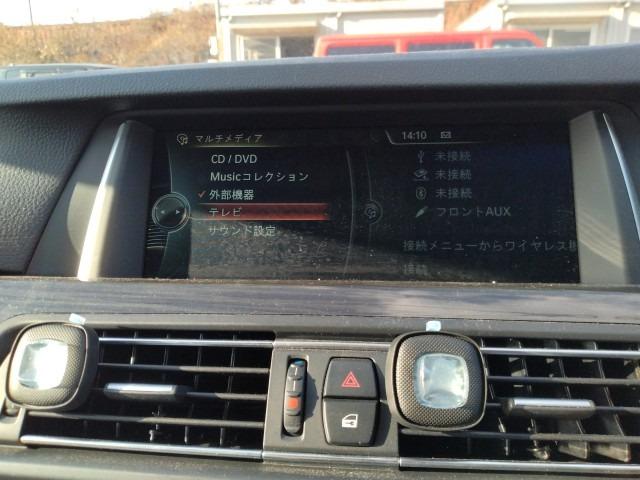 マルチメディア
14:10
CD / DVD
Musicコレクション
外部機器
テレビ
サウンド設定
未接続
未接続
未接続
フロントAUX
接続メニューからワイヤレス
接続